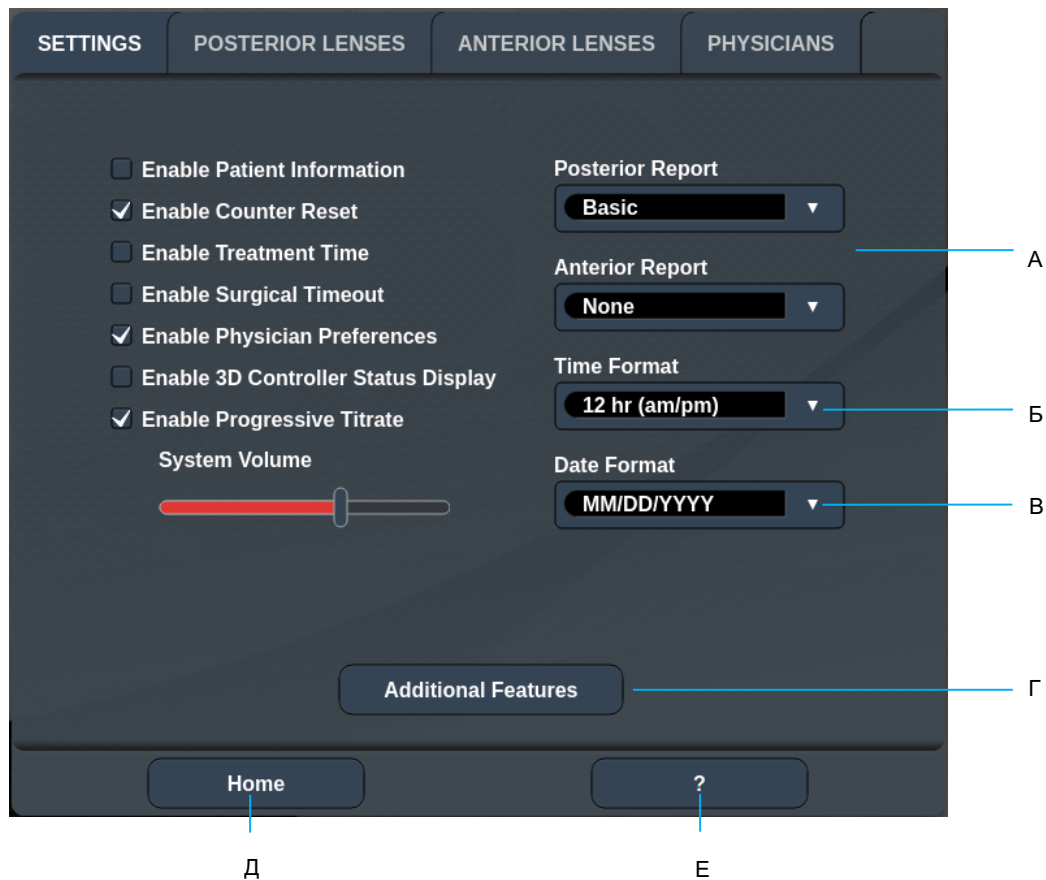 SETTINGS POSTERIOR LENSES ANTERIOR LENSES PHYSICIANS
Enable Patient Information
Enable Counter Reset
Enable Treatment Time
Enable Surgical Timeout
Enable Physician Preferences
Enable 3D Controller Status Display
Enable Progressive Titrate
System Volume
Posterior Report
Basic
А
Anterior Report
None
Time Format
12 hr (am/pm)
Б
Date Format
MM/DD/YYYY
В
Additional Features
Г
Home
?
Д
Е